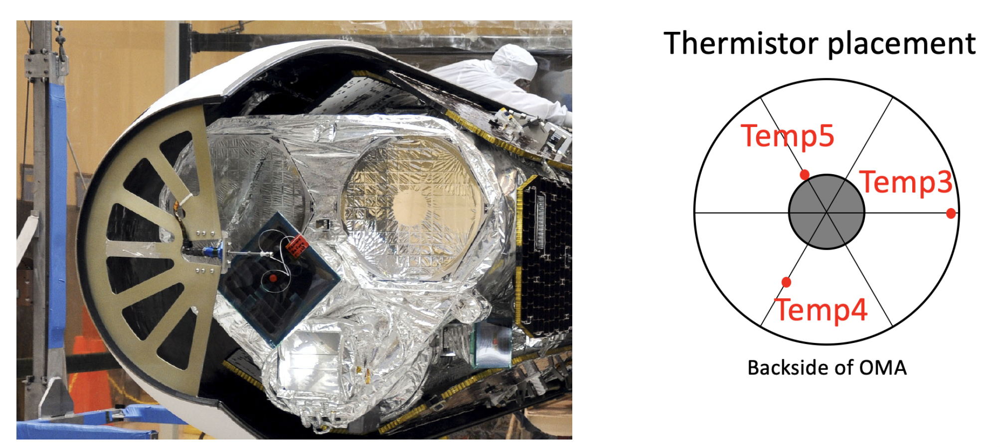 Thermistor placement
Temp5
Temp3
Temp4
Backside of OMA